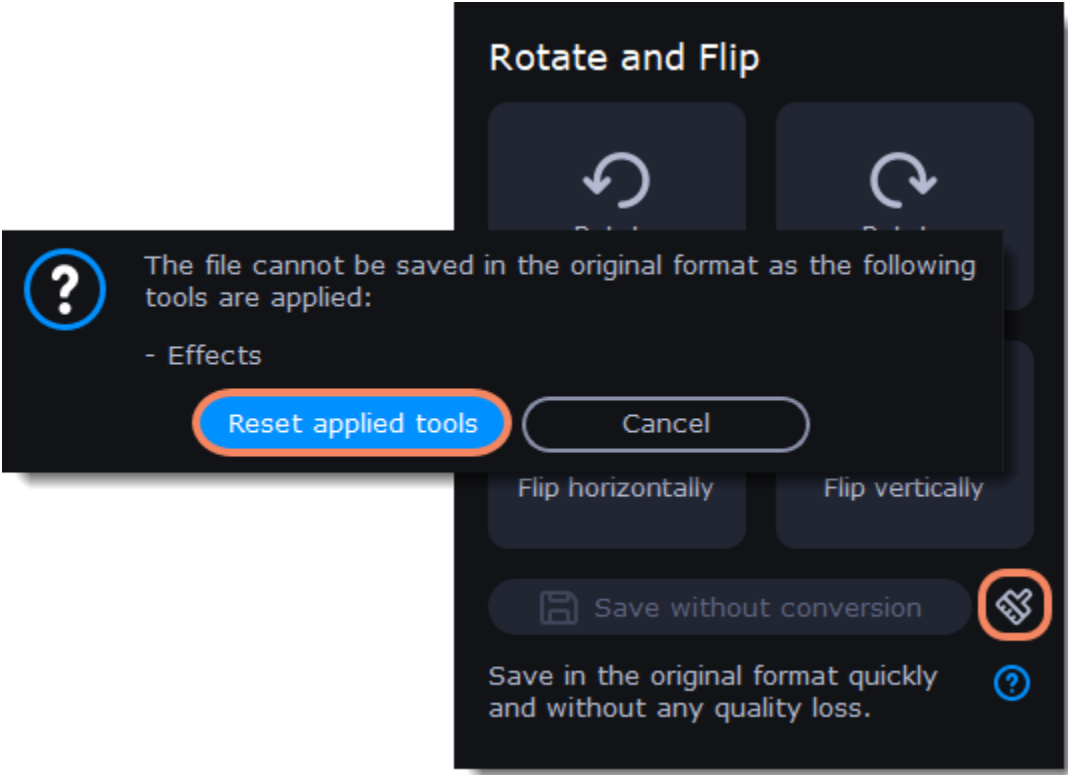 Rotate and Flip
The file cannot be saved in the original format as the following
tools are applied:
- Effects
Reset applied tools
Cancel
Flip horizontally
Flip vertically
Save without conversion
Save in the original format quickly
and without any quality loss.